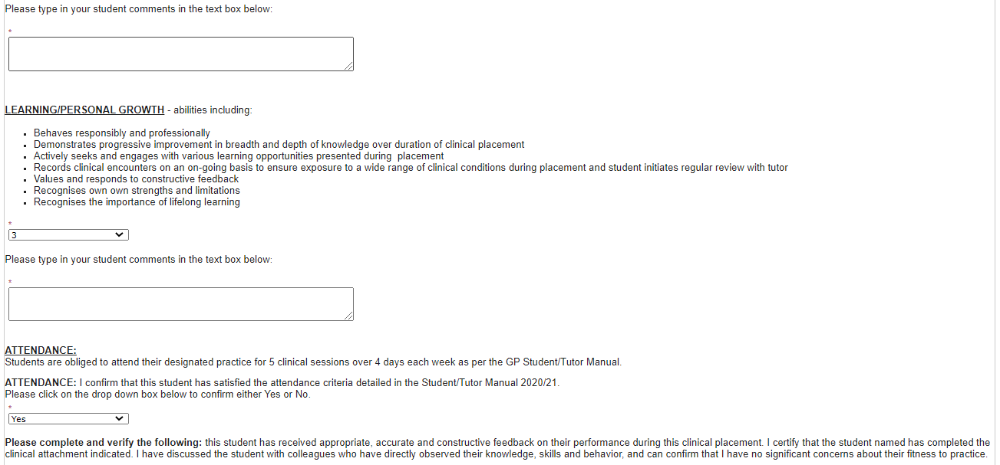 Please type in your student comments in the text box below:
*
LEARNING/PERSONAL GROWTH - abilities including:
Behaves responsibly and professionally
Demonstrates progressive improvement in breadth and depth of knowledge over duration of clinical placement
Actively seeks and engages with various learning opportunities presented during placement
Records clinical encounters on an on-going basis to ensure exposure to a wide range of clinical conditions during placement and student initiates regular review with tutor
Values and responds to constructive feedback
Recognises own own strengths and limitations
Recognises the importance of lifelong learning
*
3
Please type in your student comments in the text box below:
*
ATTENDANCE:
Students are obliged to attend their designated practice for 5 clinical sessions over 4 days each week as per the GP Student/Tutor Manual.
ATTENDANCE: I confirm that this student has satisfied the attendance criteria detailed in the Student/Tutor Manual 2020/21.
Please click on the drop down box below to confirm either Yes or No.
*
Yes
Please complete and verify the following: this student has received appropriate, accurate and constructive feedback on their performance during this clinical placement. I certify that the student named has completed the
clinical attachment indicated. I have discussed the student with colleagues who have directly observed their knowledge, skills and behavior, and can confirm that I have no significant concerns about their fitness to practice.